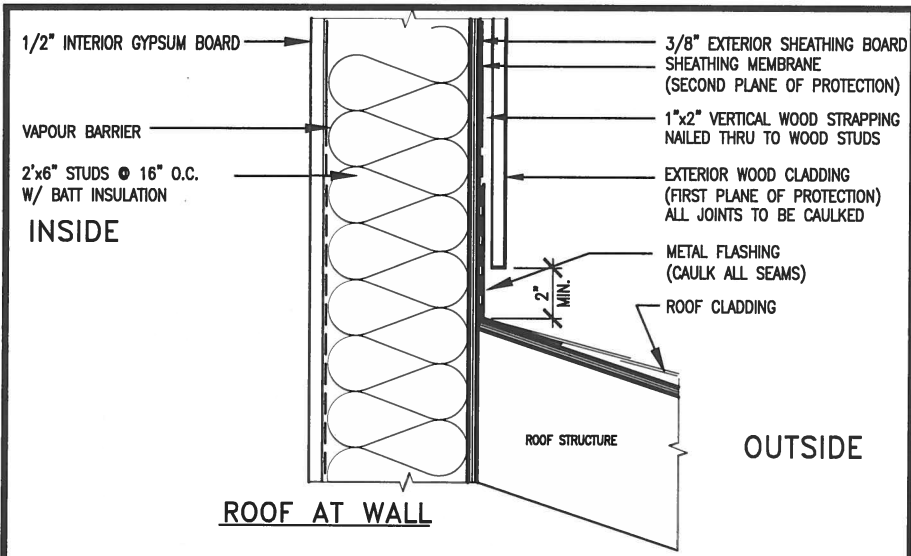 1/2" INTERIOR GYPSUM BOARD
VAPOUR BARRIER
2'x6" STUDS @ 16" O.C.
W/ BATT INSULATION
INSIDE
3/8" EXTERIOR SHEATHING BOARD
SHEATHING MEMBRANE
(SECOND PLANE OF PROTECTION)
1"x2" VERTICAL WOOD STRAPPING
NAILED THRU TO WOOD STUDS
EXTERIOR WOOD CLADDING
(FIRST PLANE OF PROTECTION)
ALL JOINTS TO BE CAULKED
METAL FLASHING
(CAULK ALL SEAMS)
2"
MIN.
ROOF CLADDING
ROOF STRUCTURE
OUTSIDE
ROOF AT WALL